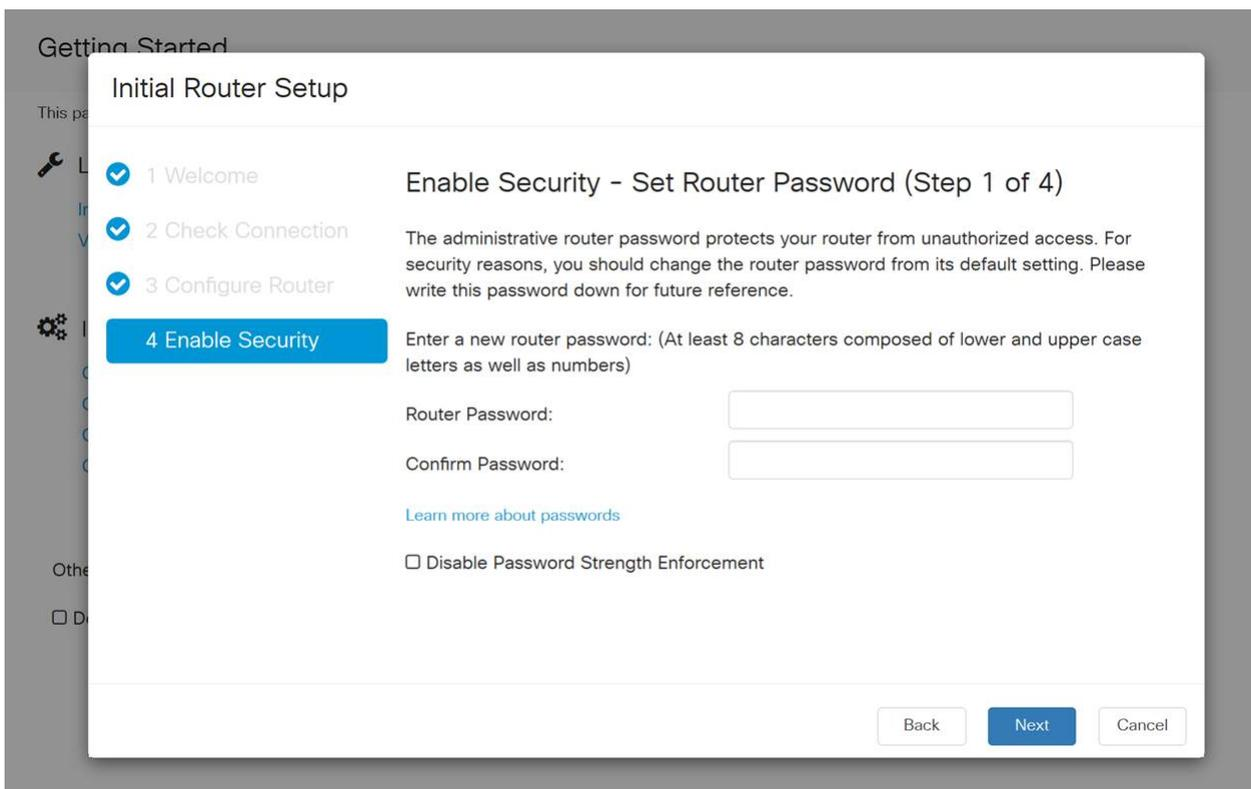 Getting Started
Initial Router Setup
This pa
1 Welcome
2 Check Connection
3 Configure Router
4 Enable Security
Enable Security - Set Router Password (Step 1 of 4)
The administrative router password protects your router from unauthorized access. For
security reasons, you should change the router password from its default setting. Please
write this password down for future reference.
Enter a new router password: (At least 8 characters composed of lower and upper case
letters as well as numbers)
Router Password:
Confirm Password:
Learn more about passwords
Disable Password Strength Enforcement
Othe
Back
Next
Cancel